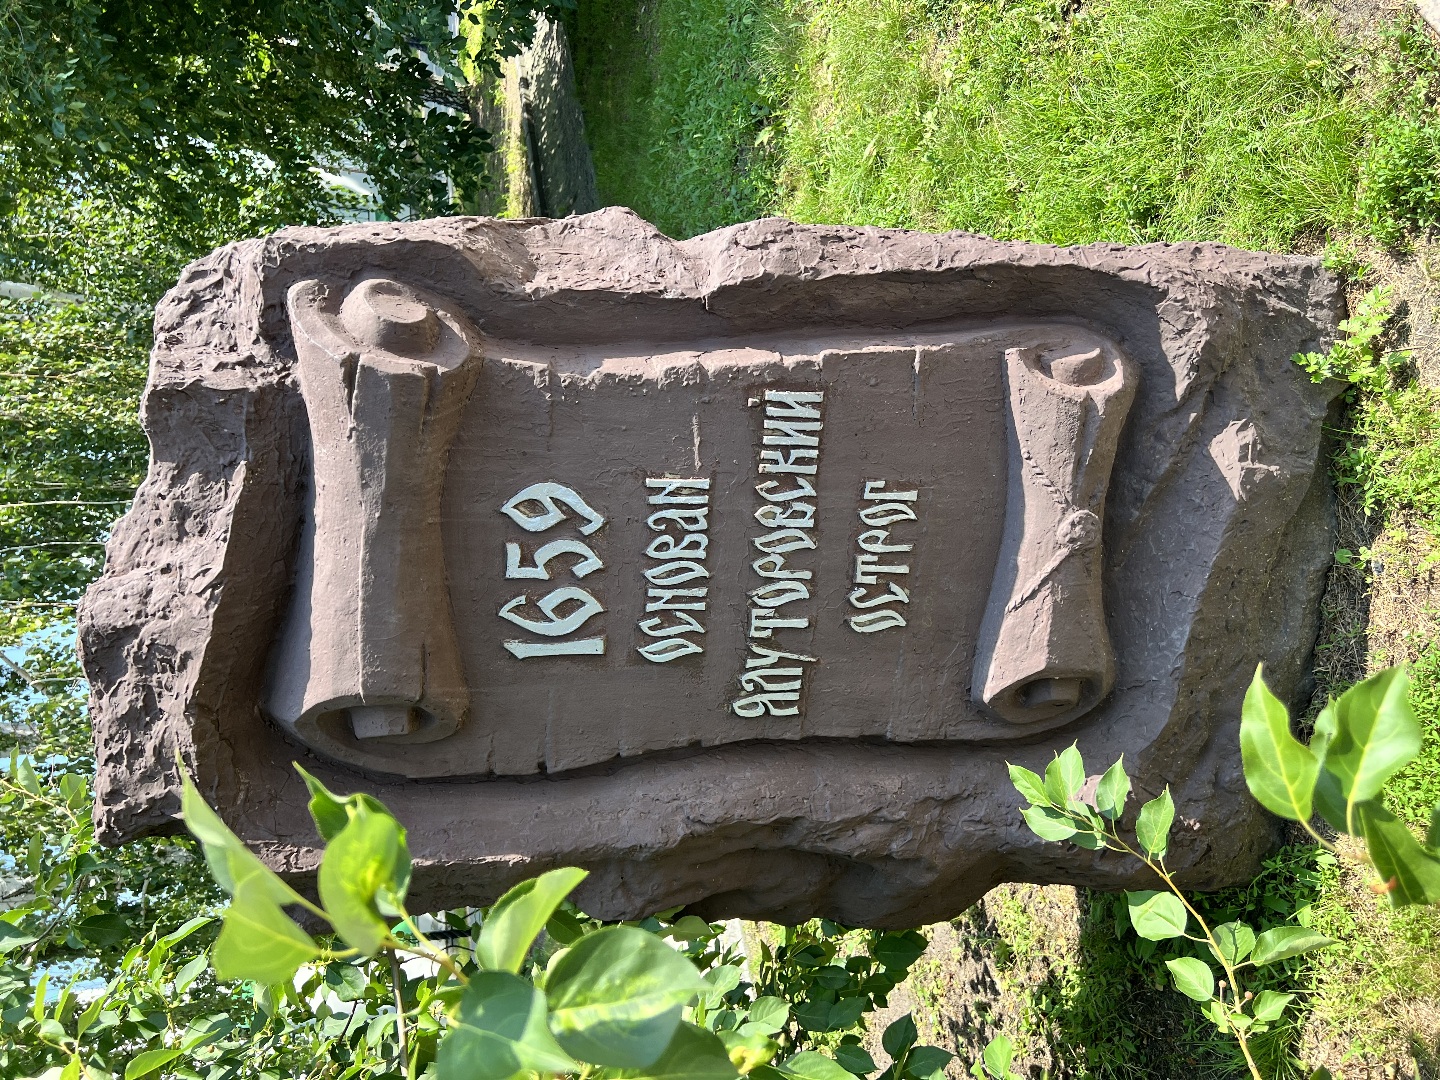 1659
ОСНОВАН
ЯЛУТОРОВСКИЙ
ОСТРОГ